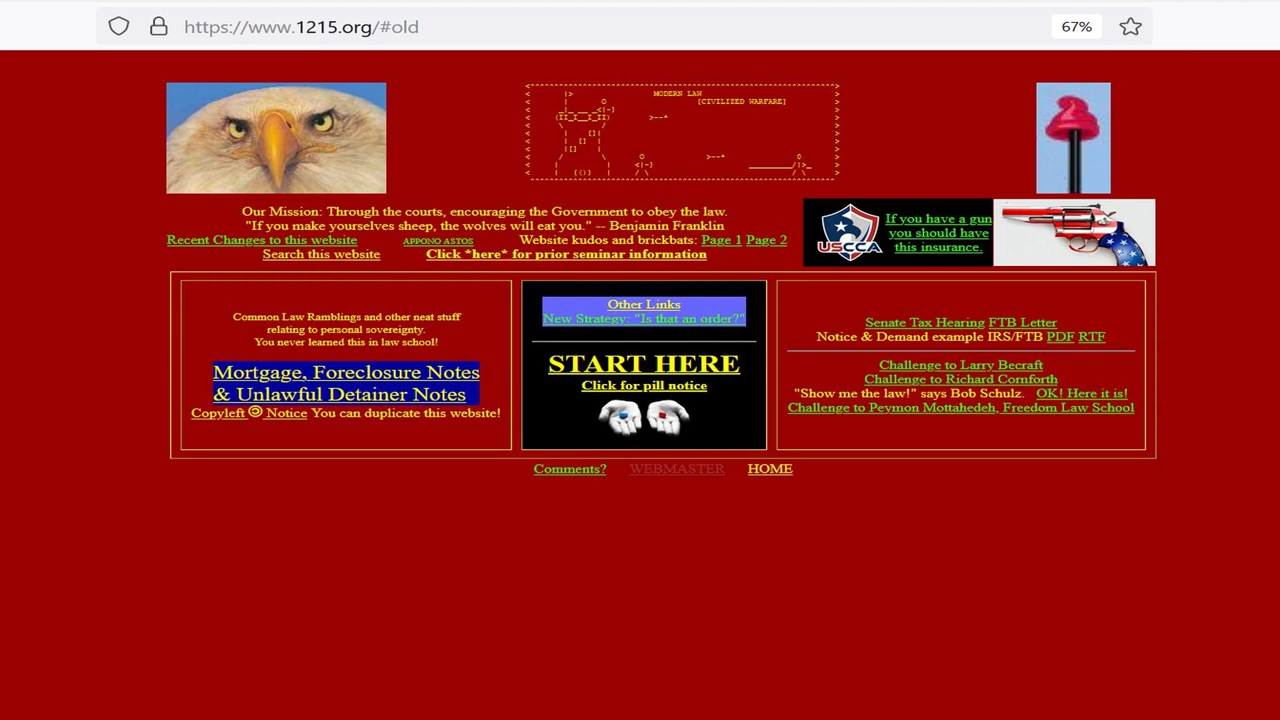 https://www.1215.org/#old
67%
MODERN LAW
[CIVILIZED WARFARE]
Our Mission: Through the courts, encouraging the Government to obey the law.
"If you make yourselves sheep, the wolves will eat you." -- Benjamin Franklin
Recent Changes to this website APPONO ASTOS Website kudos and brickbats: Page 1 Page 2
Search this website Click *here* for prior seminar information
USCCA
If you have a gun
you should have
this insurance.
Common Law Ramblings and other neat stuff
relating to personal sovereignty.
You never learned this in law school!
Mortgage, Foreclosure Notes
& Unlawful Detainer Notes
Copyleft Notice You can duplicate this website!
Other Links
New Strategy: "Is that an order?"
START HERE
Click for pill notice
Senate Tax Hearing FTB Letter
Notice & Demand example IRS/FTB PDF RTF
Challenge to Larry Becraft
Challenge to Richard Cornforth
"Show me the law!" says Bob Schulz. OK! Here it is!
Challenge to Peymon Mottahedeh, Freedom Law School
Comments? WEBMASTER HOME